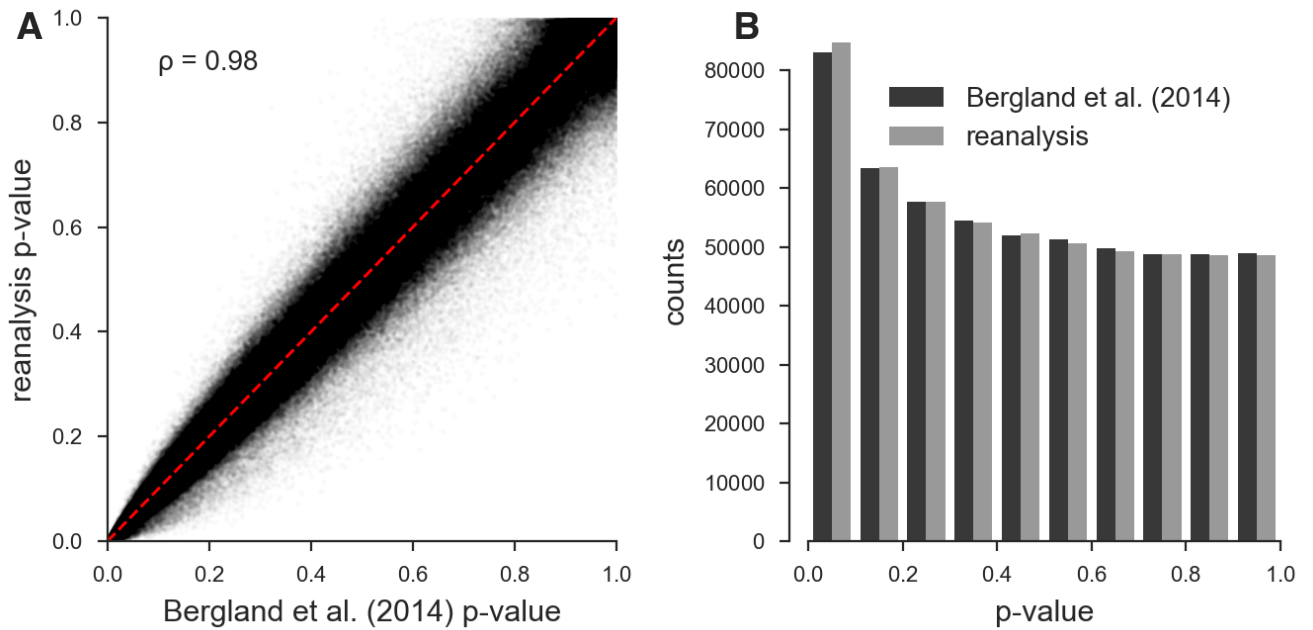 A
ρ = 0.98
1.0
0.8
0.6
0.4
0.2
0.0
reanalysis p-value
0.0 0.2 0.4 0.6 0.8 1.0
Bergland et al. (2014) p-value
B
Bergland et al. (2014)
reanalysis
80000
70000
60000
50000
40000
30000
20000
10000
0
counts
0.0 0.2 0.4 0.6 0.8 1.0
p-value